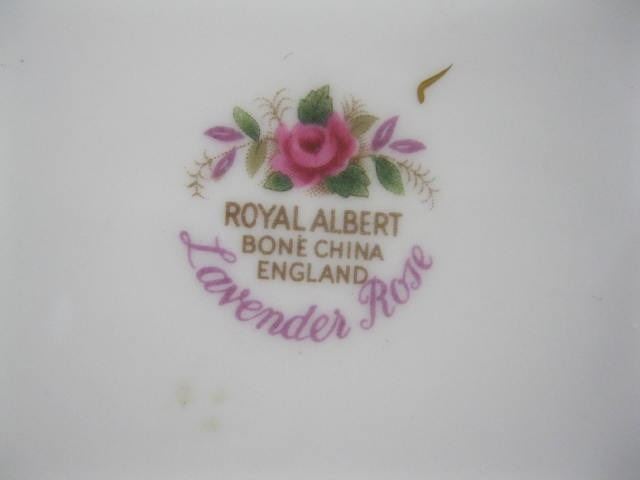 ROYAL ALBERT
BONE CHINA
ENGLAND
Lavender Rose